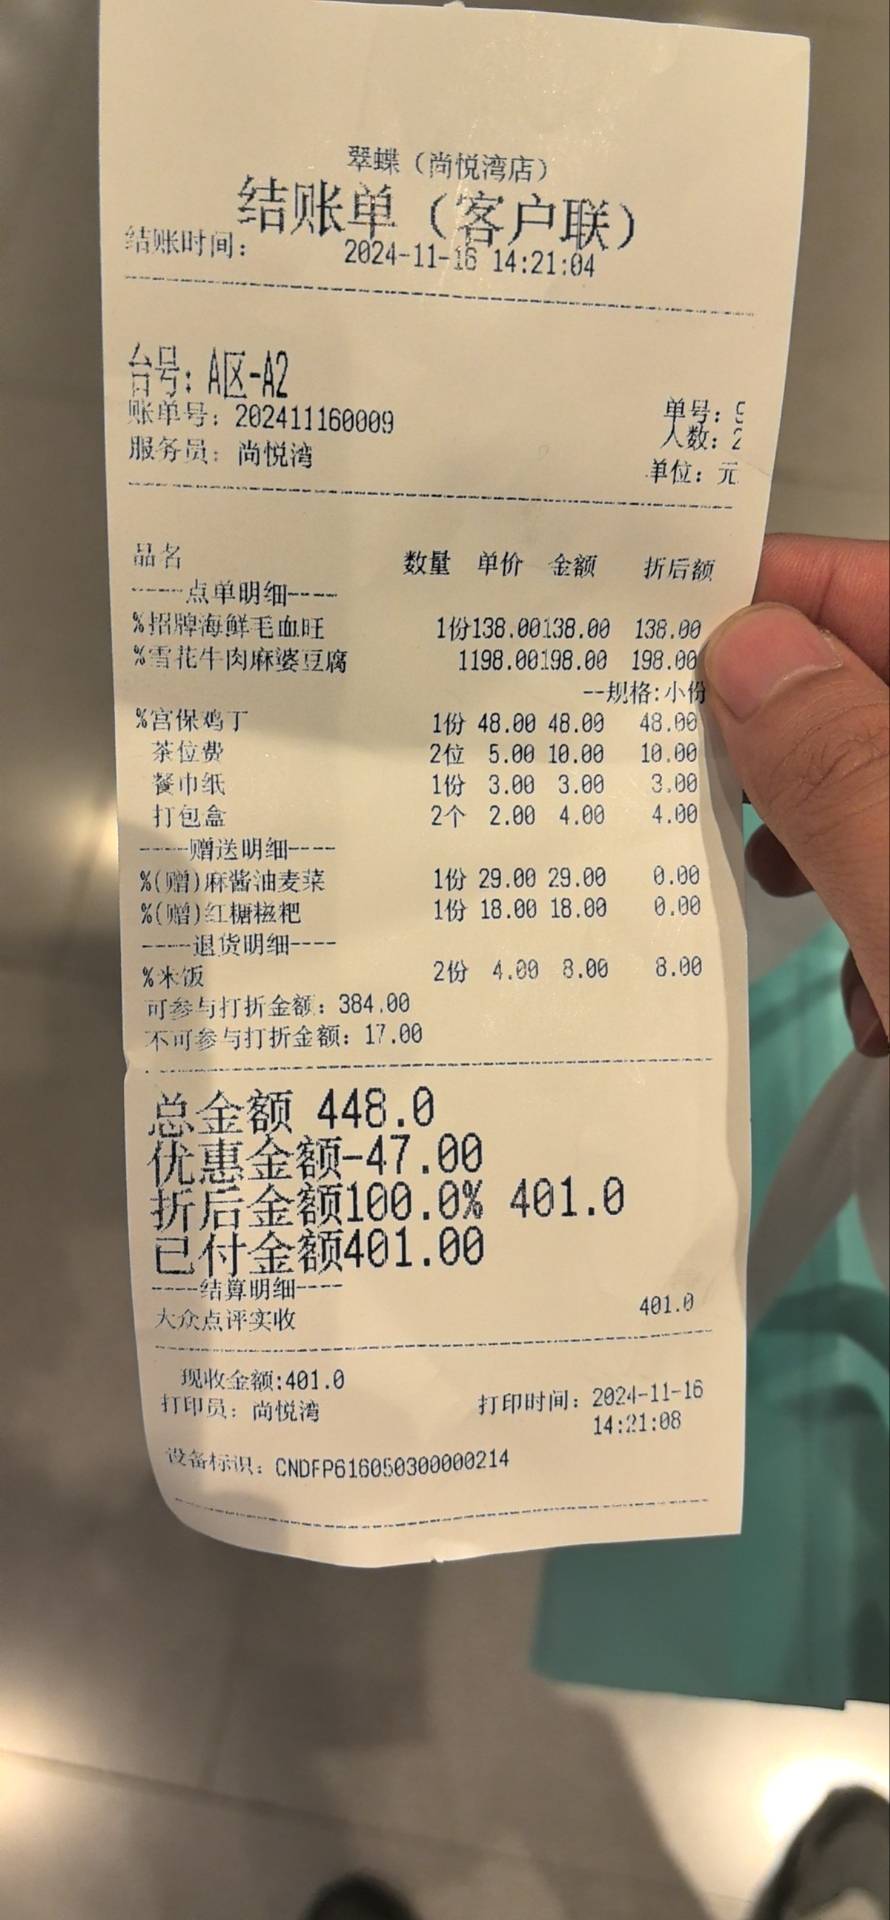 翠蝶（尚悦湾店）
结账单（客户联）
结账时间： 2024-11-16 14:21:04
台号：A区-A2
账单号：202411160009 单号：
人数：2
服务员：尚悦湾 单位：元
品名 数量 单价 金额 折后额
----点单明细----
%招牌海鲜毛血旺 1份138.00138.00 138.00
%雪花牛肉麻婆豆腐 1198.00198.00 198.00
--规格:小份
%宫保鸡丁 1份 48.00 48.00 48.00
茶位费 2位 5.00 10.00 10.00
餐巾纸 1份 3.00 3.00 3.00
打包盒 2个 2.00 4.00 4.00
----赠送明细----
%(赠)麻酱油麦菜 1份 29.00 29.00 0.00
%(赠)红糖糍粑 1份 18.00 18.00 0.00
----退货明细----
%米饭 2份 4.00 8.00 8.00
可参与打折金额：384.00
不可参与打折金额：17.00
总金额 448.0
优惠金额-47.00
折后金额100.0% 401.0
已付金额401.00
----结算明细----
大众点评实收 401.0
现收金额:401.0
打印员：尚悦湾 打印时间：2024-11-16
14:21:08
设备标识：CNDFP616050300000214